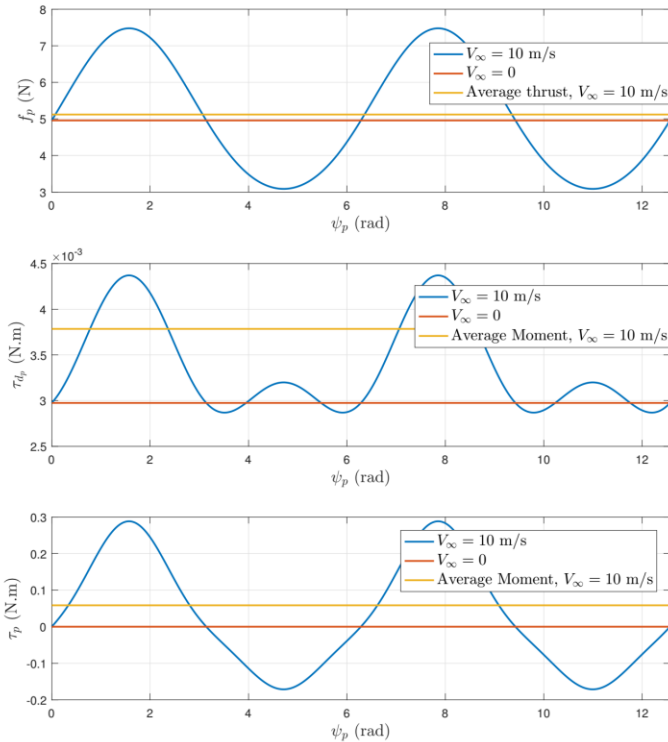 8
7
6
5
4
3
f_p (N)
V_∞ = 10 m/s
V_∞ = 0
Average thrust, V_∞ = 10 m/s
0 2 4 6 8 10 12
ψ_p (rad)
×10⁻³
4.5
4
3.5
3
2.5
τ_{d_p} (N.m)
V_∞ = 10 m/s
V_∞ = 0
Average Moment, V_∞ = 10 m/s
0 2 4 6 8 10 12
ψ_p (rad)
0.3
0.2
0.1
0
-0.1
-0.2
τ_p (N.m)
V_∞ = 10 m/s
V_∞ = 0
Average Moment, V_∞ = 10 m/s
0 2 4 6 8 10 12
ψ_p (rad)